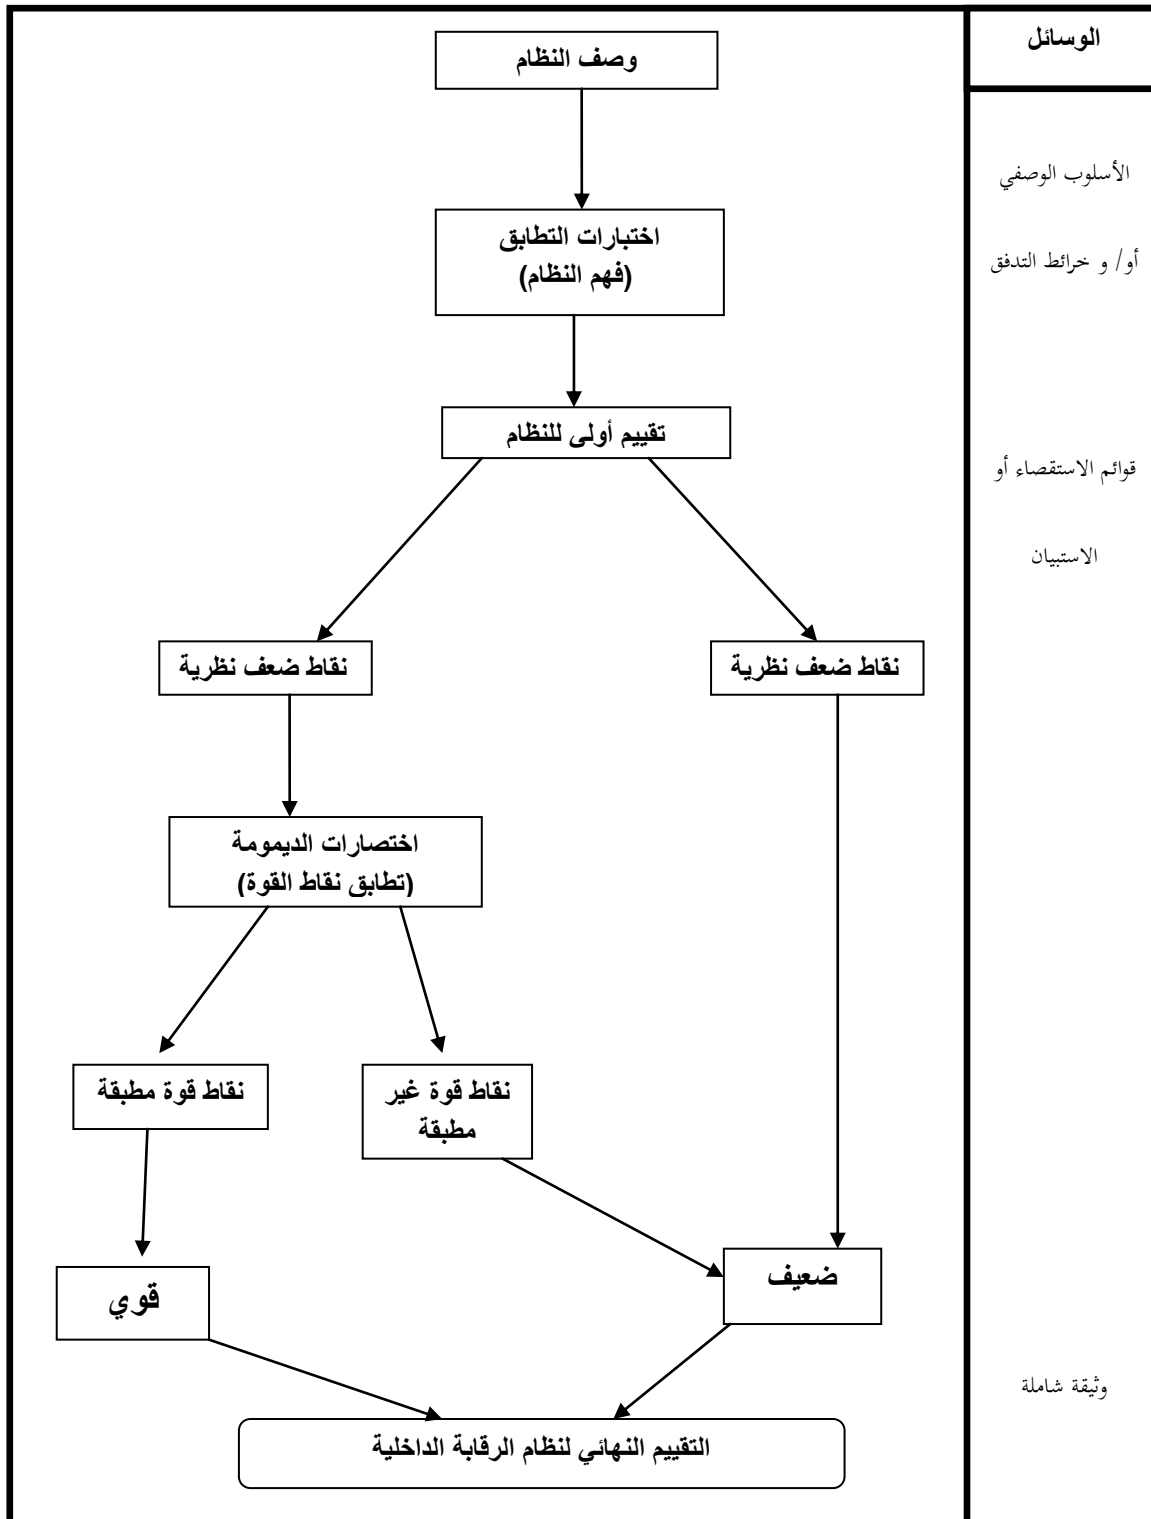 الوسائل
وصف النظام
الأسلوب الوصفي
اختبارات التطابق
(فهم النظام)
أو/ و خرائط التدفق
تقييم أولى للنظام
قوائم الاستقصاء أو
الاستبيان
نقاط ضعف نظرية
نقاط ضعف نظرية
اختصارات الديمومة
(تطابق نقاط القوة)
نقاط قوة غير
مطبقة
نقاط قوة مطبقة
ضعيف
قوي
وثيقة شاملة
التقييم النهائي لنظام الرقابة الداخلية